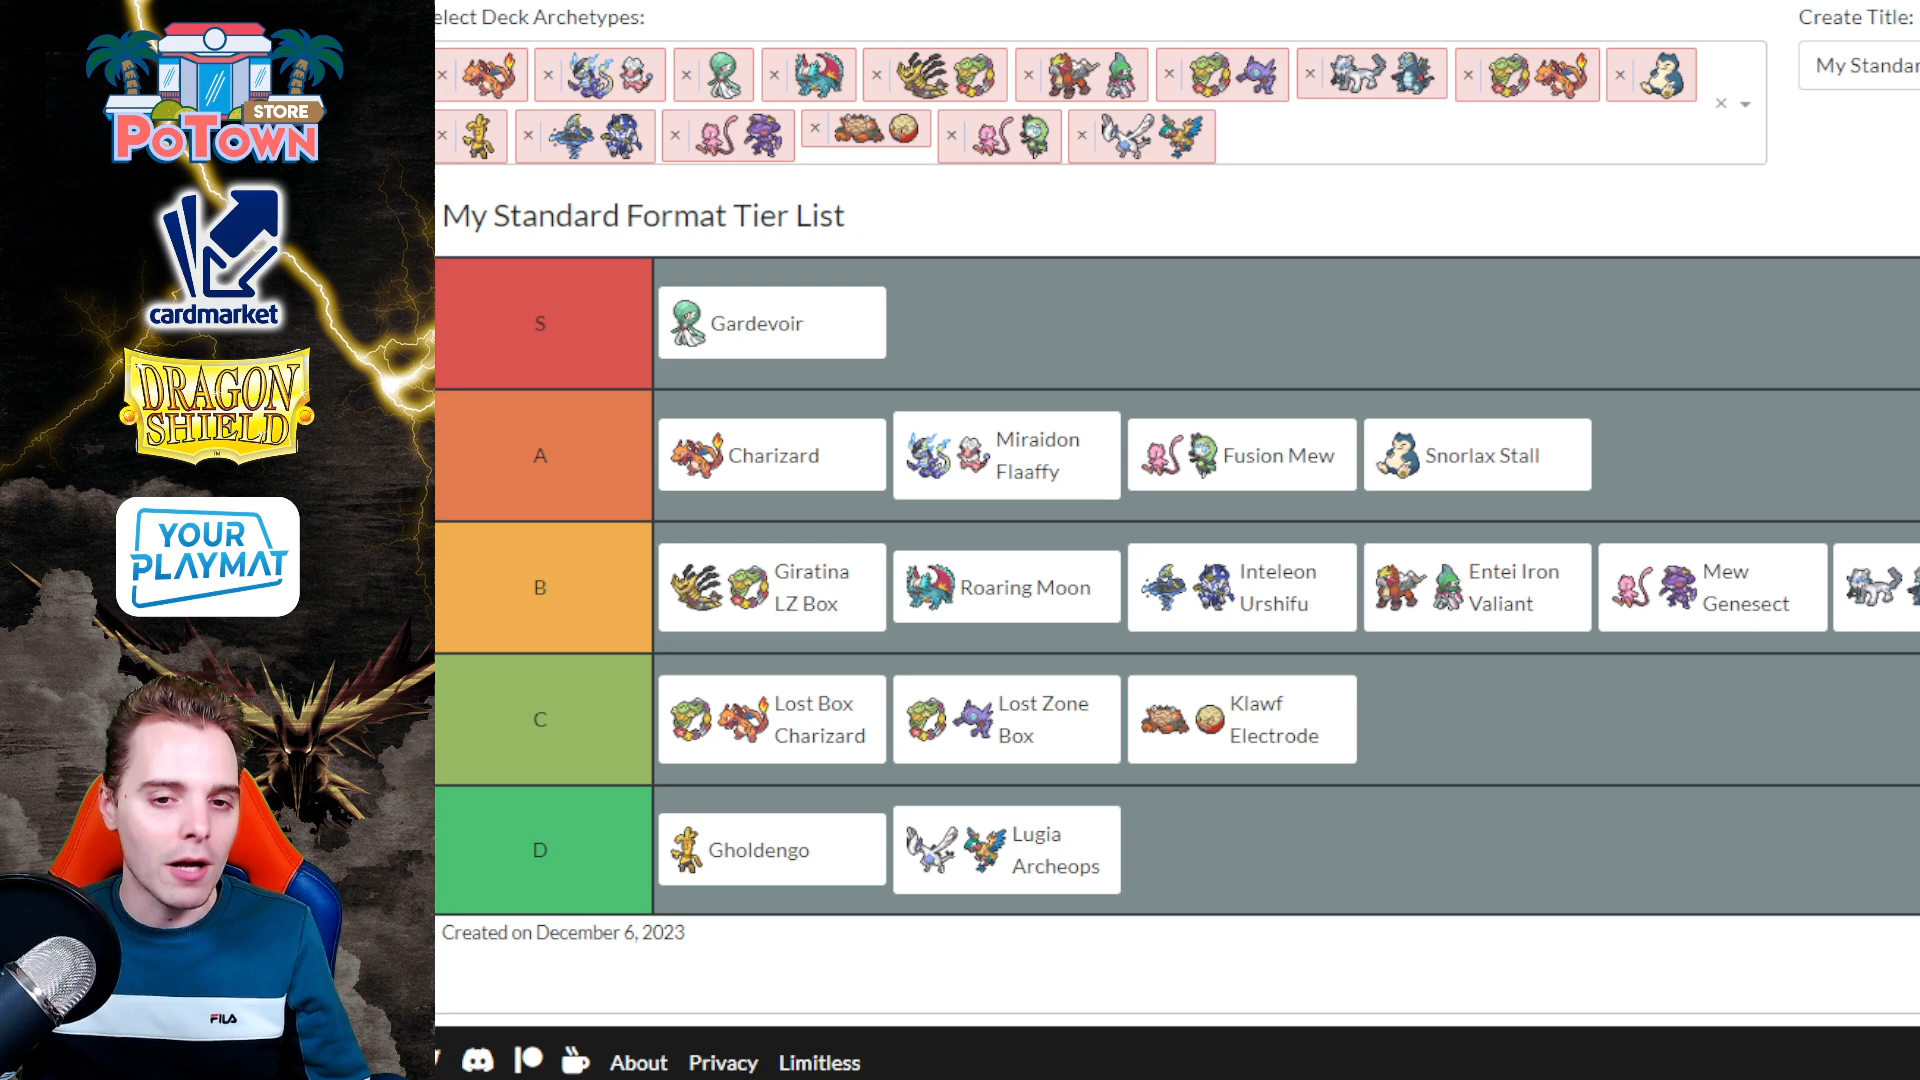 STORE
PoTown
cardmarket
DRAGON
SHIELD
YOUR
PLAYMAT
FILA
elect Deck Archetypes:
Create Title:
My Standar
My Standard Format Tier List
S
Gardevoir
A
Charizard
Miraidon
Flaaffy
Fusion Mew
Snorlax Stall
B
Giratina
LZ Box
Roaring Moon
Inteleon
Urshifu
Entei Iron
Valiant
Mew
Genesect
C
Lost Box
Charizard
Lost Zone
Box
Klawf
Electrode
D
Gholdengo
Lugia
Archeops
Created on December 6, 2023
About Privacy Limitless